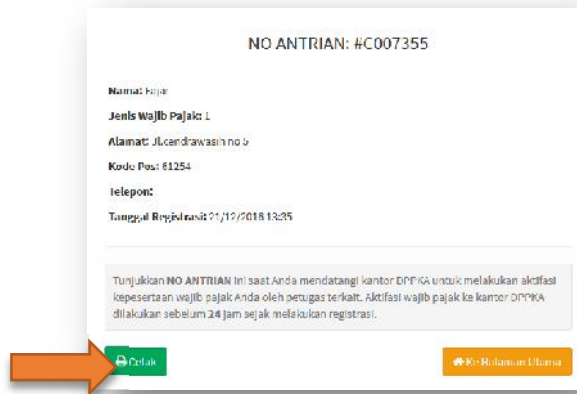 NO ANTRIAN: #C007355
Nama: Fajar
Jenis Wajib Pajak: 1
Alamat: Jl.cendrawasih no 5
Kode Pos: 61254
Telepon:
Tanggal Registrasi: 21/12/2016 13:35
Tunjukkan NO ANTRIAN ini saat Anda mendatangi kantor DPPKA untuk melakukan aktifasi
kepesertaan wajib pajak Anda oleh petugas terkait. Aktifasi wajib pajak ke kantor DPPKA
dilakukan sebelum 24 jam sejak melakukan registrasi.
Cetak
Ke Halaman Utama